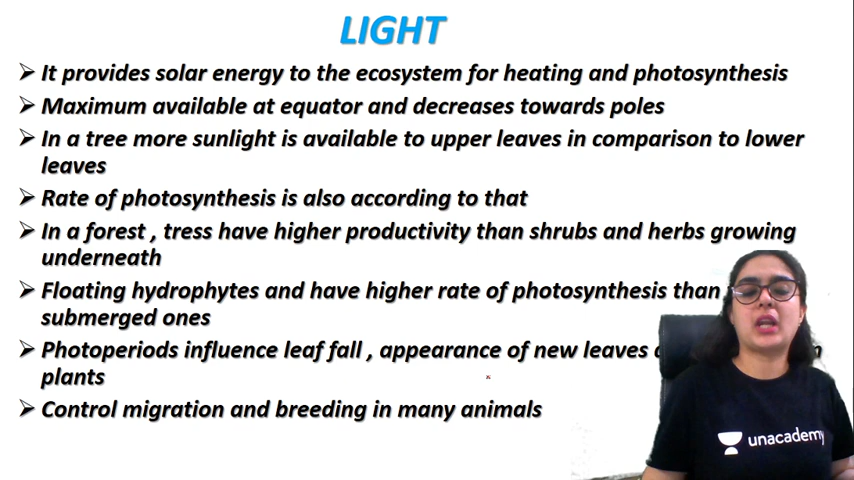 LIGHT
➢ It provides solar energy to the ecosystem for heating and photosynthesis
➢ Maximum available at equator and decreases towards poles
➢ In a tree more sunlight is available to upper leaves in comparison to lower
leaves
➢ Rate of photosynthesis is also according to that
➢ In a forest , tress have higher productivity than shrubs and herbs growing
underneath
➢ Floating hydrophytes and have higher rate of photosynthesis than
submerged ones
➢ Photoperiods influence leaf fall , appearance of new leaves
plants
➢ Control migration and breeding in many animals
unacademy